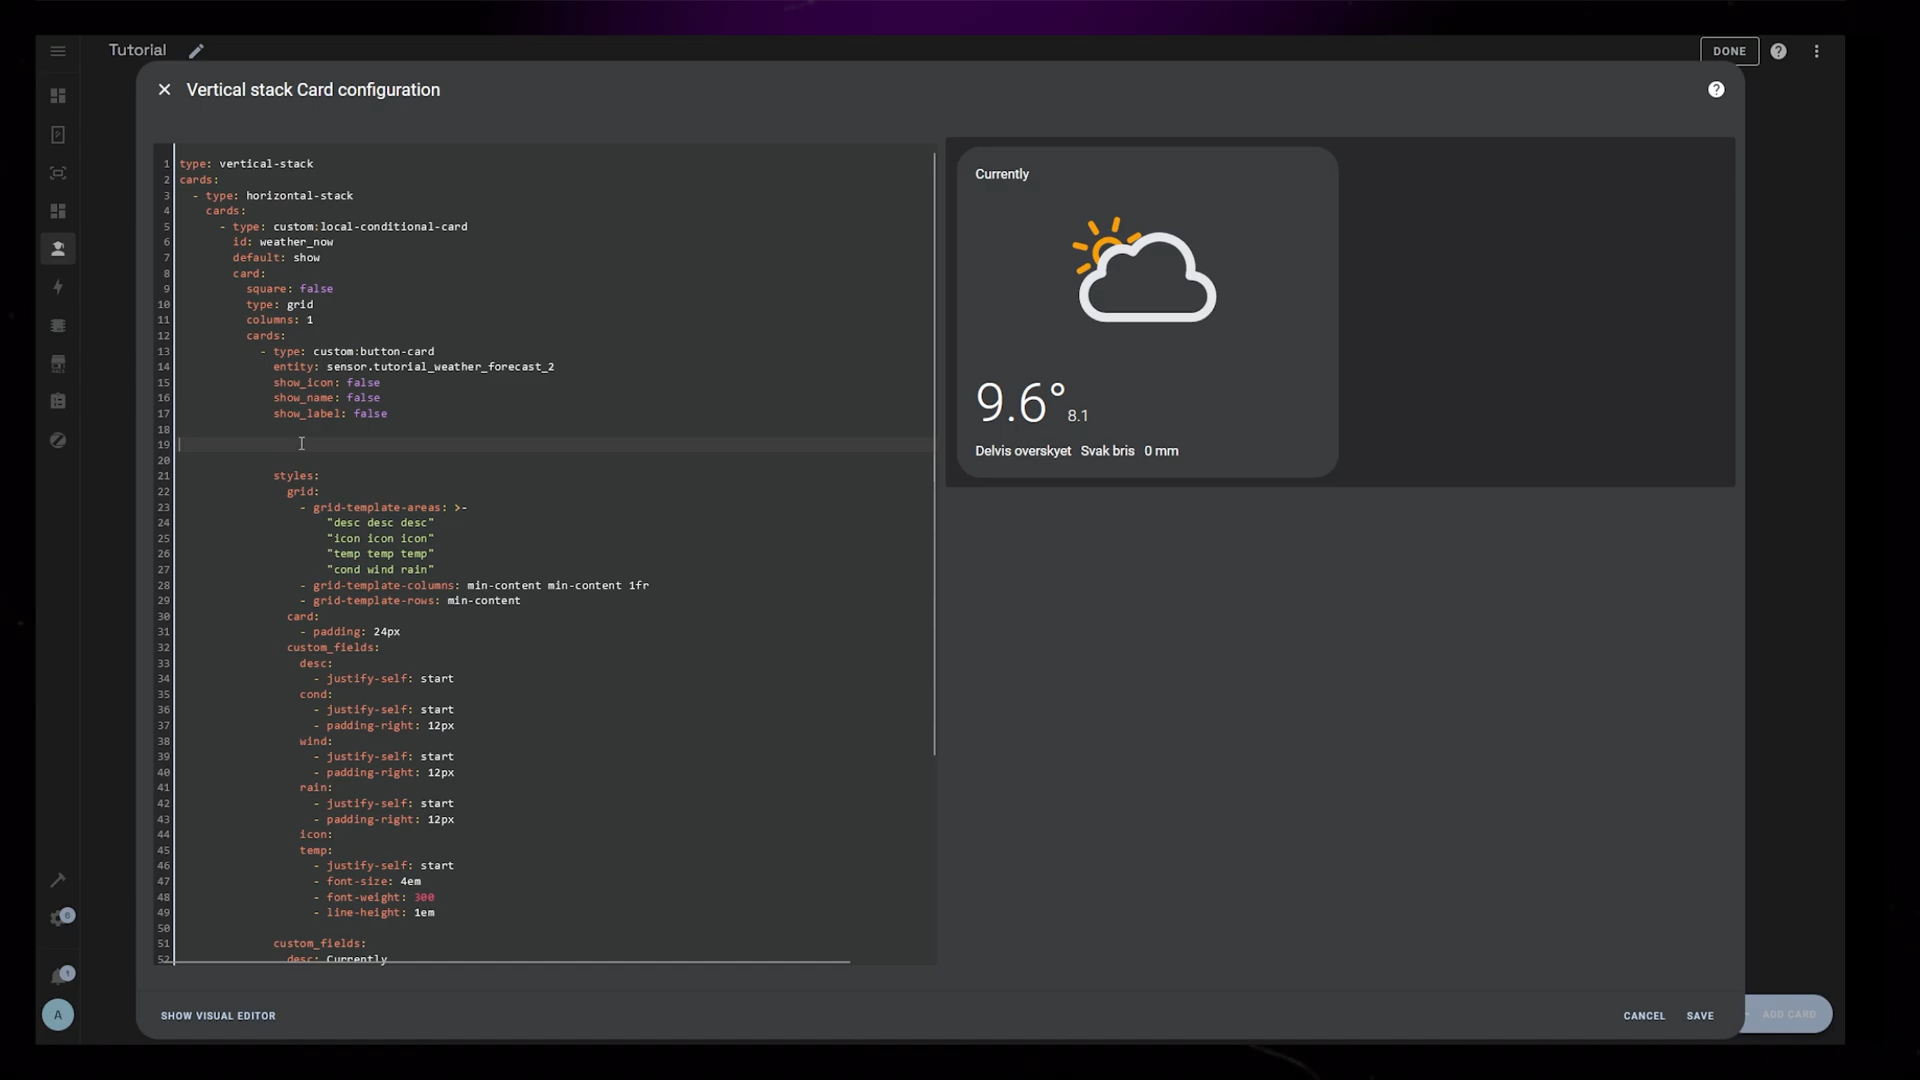 Tutorial
DONE
Vertical stack Card configuration
1 type: vertical-stack
2 cards:
3 - type: horizontal-stack
4 cards:
5 - type: custom:local-conditional-card
6 id: weather_now
7 default: show
8 card:
9 square: false
10 type: grid
11 columns: 1
12 cards:
13 - type: custom:button-card
14 entity: sensor.tutorial_weather_forecast_2
15 show_icon: false
16 show_name: false
17 show_label: false
18
19
20
21 styles:
22 grid:
23 - grid-template-areas: >-
24 "desc desc desc"
25 "icon icon icon"
26 "temp temp temp"
27 "cond wind rain"
28 - grid-template-columns: min-content min-content 1fr
29 - grid-template-rows: min-content
30 card:
31 - padding: 24px
32 custom_fields:
33 desc:
34 - justify-self: start
35 cond:
36 - justify-self: start
37 - padding-right: 12px
38 wind:
39 - justify-self: start
40 - padding-right: 12px
41 rain:
42 - justify-self: start
43 - padding-right: 12px
44 icon:
45 temp:
46 - justify-self: start
47 - font-size: 4em
48 - font-weight: 300
49 - line-height: 1em
50
51 custom_fields:
52 desc: Currently
Currently
9.6° 8.1
Delvis overskyet Svak bris 0 mm
6
1
A
SHOW VISUAL EDITOR
CANCEL
SAVE
ADD CARD